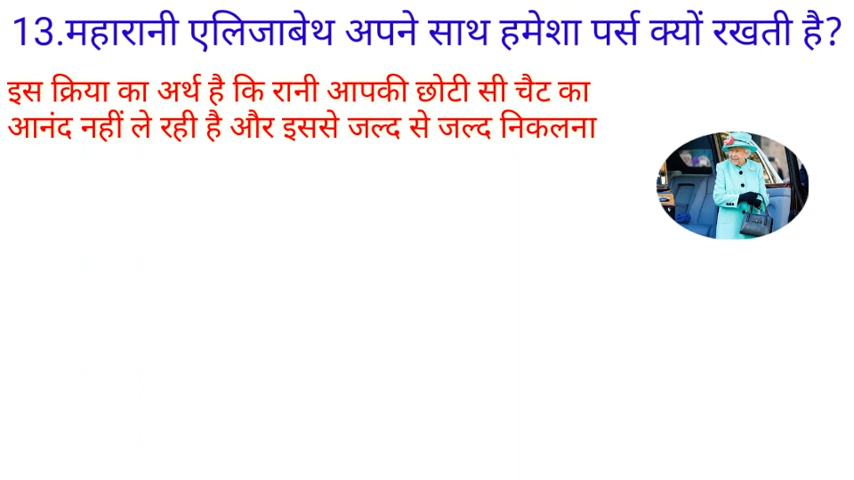 13.महारानी एलिजाबेथ अपने साथ हमेशा पर्स क्यों रखती है?
इस क्रिया का अर्थ है कि रानी आपकी छोटी सी चैट का
आनंद नहीं ले रही है और इससे जल्द से जल्द निकलना